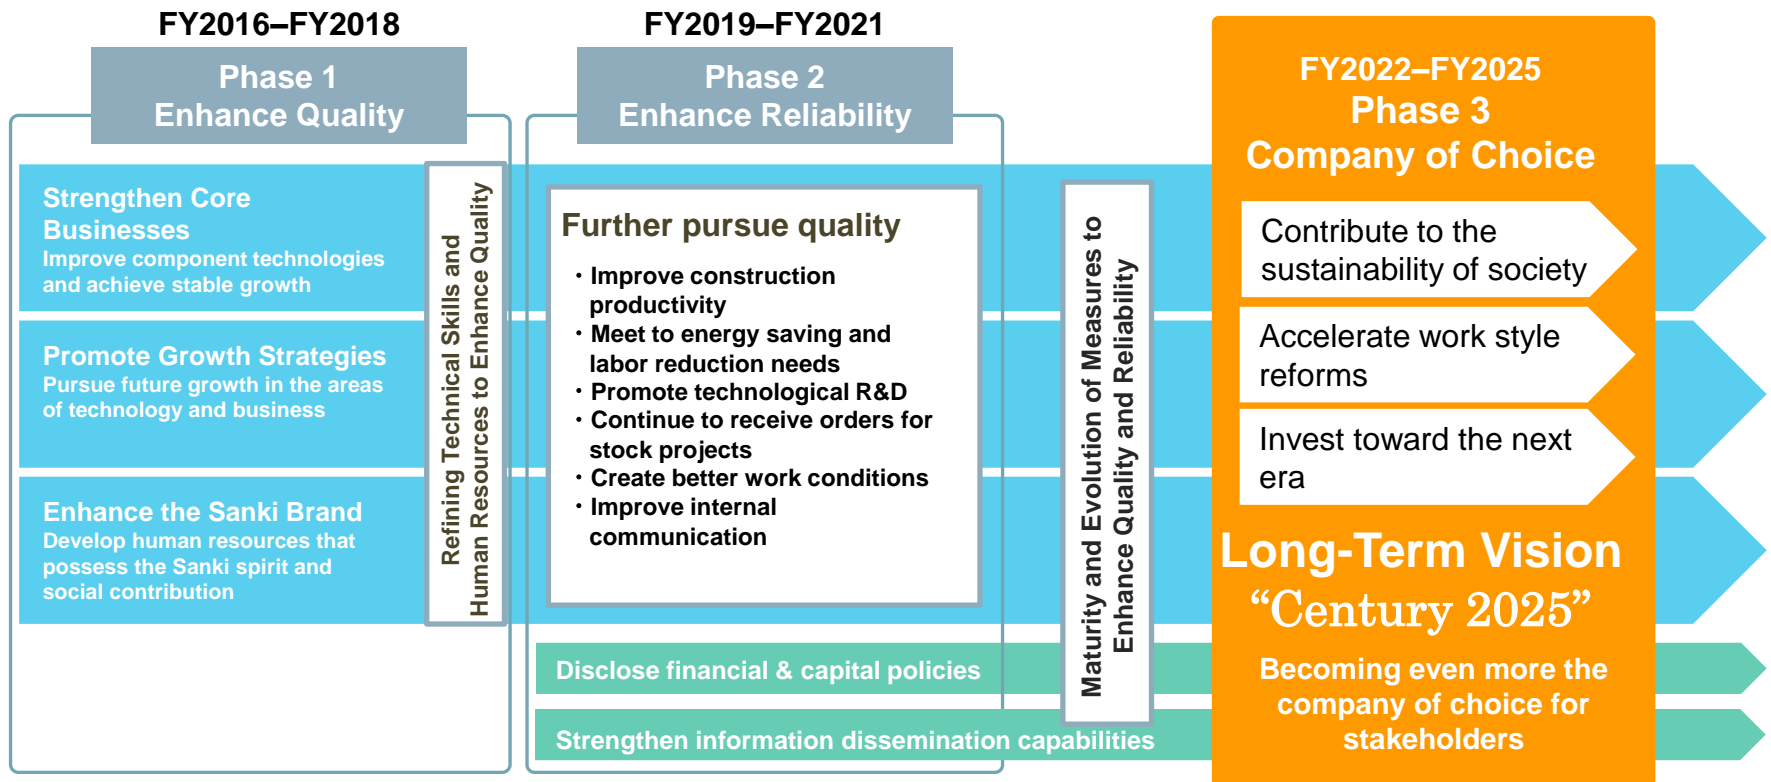 FY2016–FY2018
Phase 1
Enhance Quality
Strengthen Core
Businesses
Improve component technologies
and achieve stable growth
Promote Growth Strategies
Pursue future growth in the areas
of technology and business
Enhance the Sanki Brand
Develop human resources that
possess the Sanki spirit and
social contribution
Refining Technical Skills and
Human Resources to Enhance Quality
FY2019–FY2021
Phase 2
Enhance Reliability
Further pursue quality
・Improve construction
productivity
・Meet to energy saving and
labor reduction needs
・Promote technological R&D
・Continue to receive orders for
stock projects
・Create better work conditions
・Improve internal
communication
Disclose financial & capital policies
Strengthen information dissemination capabilities
Maturity and Evolution of Measures to
Enhance Quality and Reliability
FY2022–FY2025
Phase 3
Company of Choice
Contribute to the
sustainability of society
Accelerate work style
reforms
Invest toward the next
era
Long-Term Vision
“Century 2025”
Becoming even more the
company of choice for
stakeholders